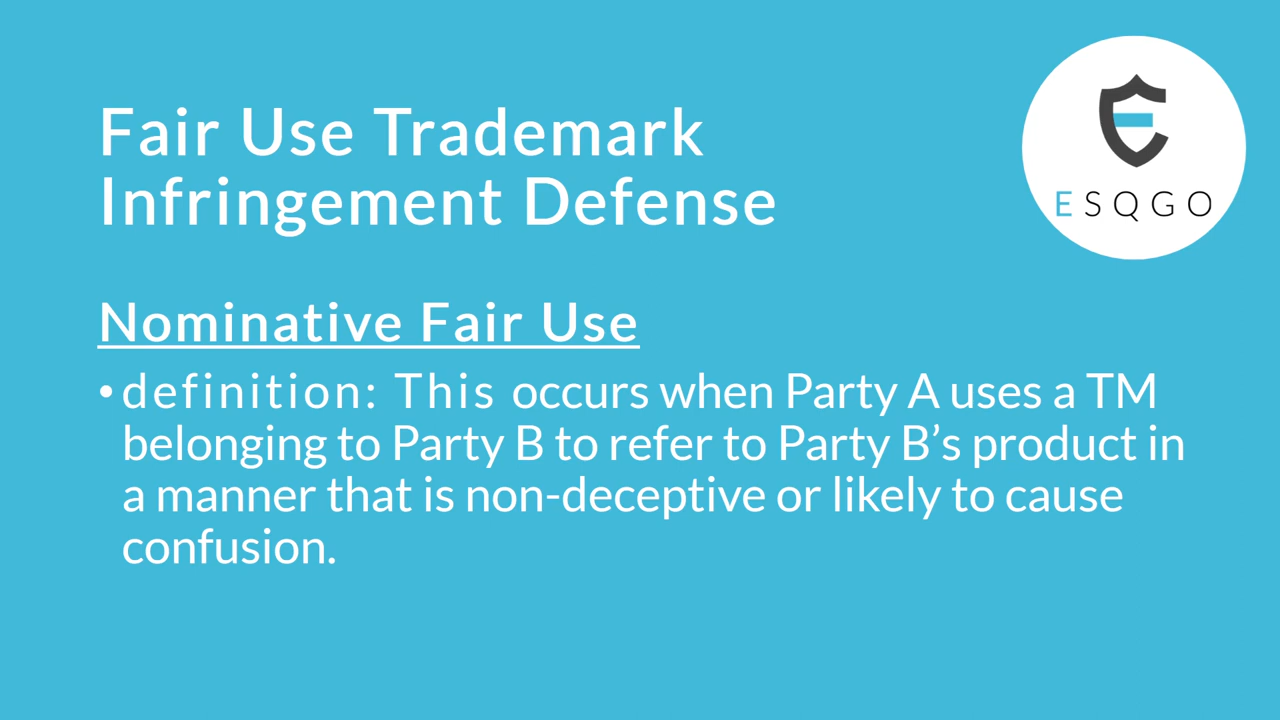 Fair Use Trademark
Infringement Defense
ESQGO
Nominative Fair Use
• definition: This occurs when Party A uses a TM
belonging to Party B to refer to Party B’s product in
a manner that is non-deceptive or likely to cause
confusion.